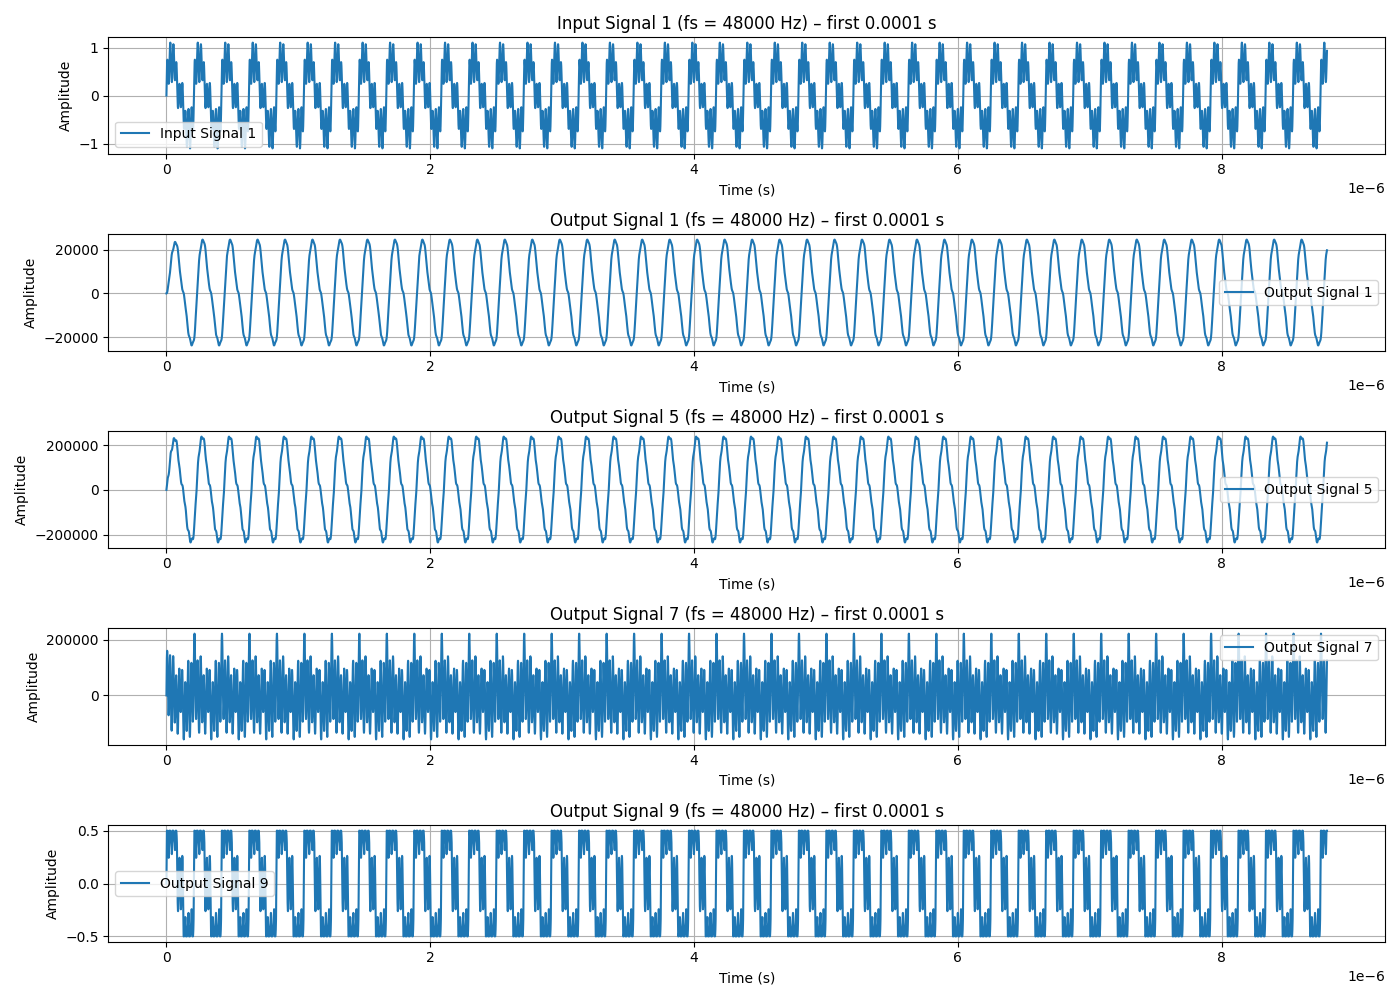 Input Signal 1 (fs = 48000 Hz) – first 0.0001 s
Amplitude
1
0
−1
Input Signal 1
0 2 4 6 8
Time (s)
1e−6
Output Signal 1 (fs = 48000 Hz) – first 0.0001 s
Amplitude
20000
0
−20000
Output Signal 1
0 2 4 6 8
Time (s)
1e−6
Output Signal 5 (fs = 48000 Hz) – first 0.0001 s
Amplitude
200000
0
−200000
Output Signal 5
0 2 4 6 8
Time (s)
1e−6
Output Signal 7 (fs = 48000 Hz) – first 0.0001 s
Amplitude
200000
0
Output Signal 7
0 2 4 6 8
Time (s)
1e−6
Output Signal 9 (fs = 48000 Hz) – first 0.0001 s
Amplitude
0.5
0.0
−0.5
Output Signal 9
0 2 4 6 8
Time (s)
1e−6